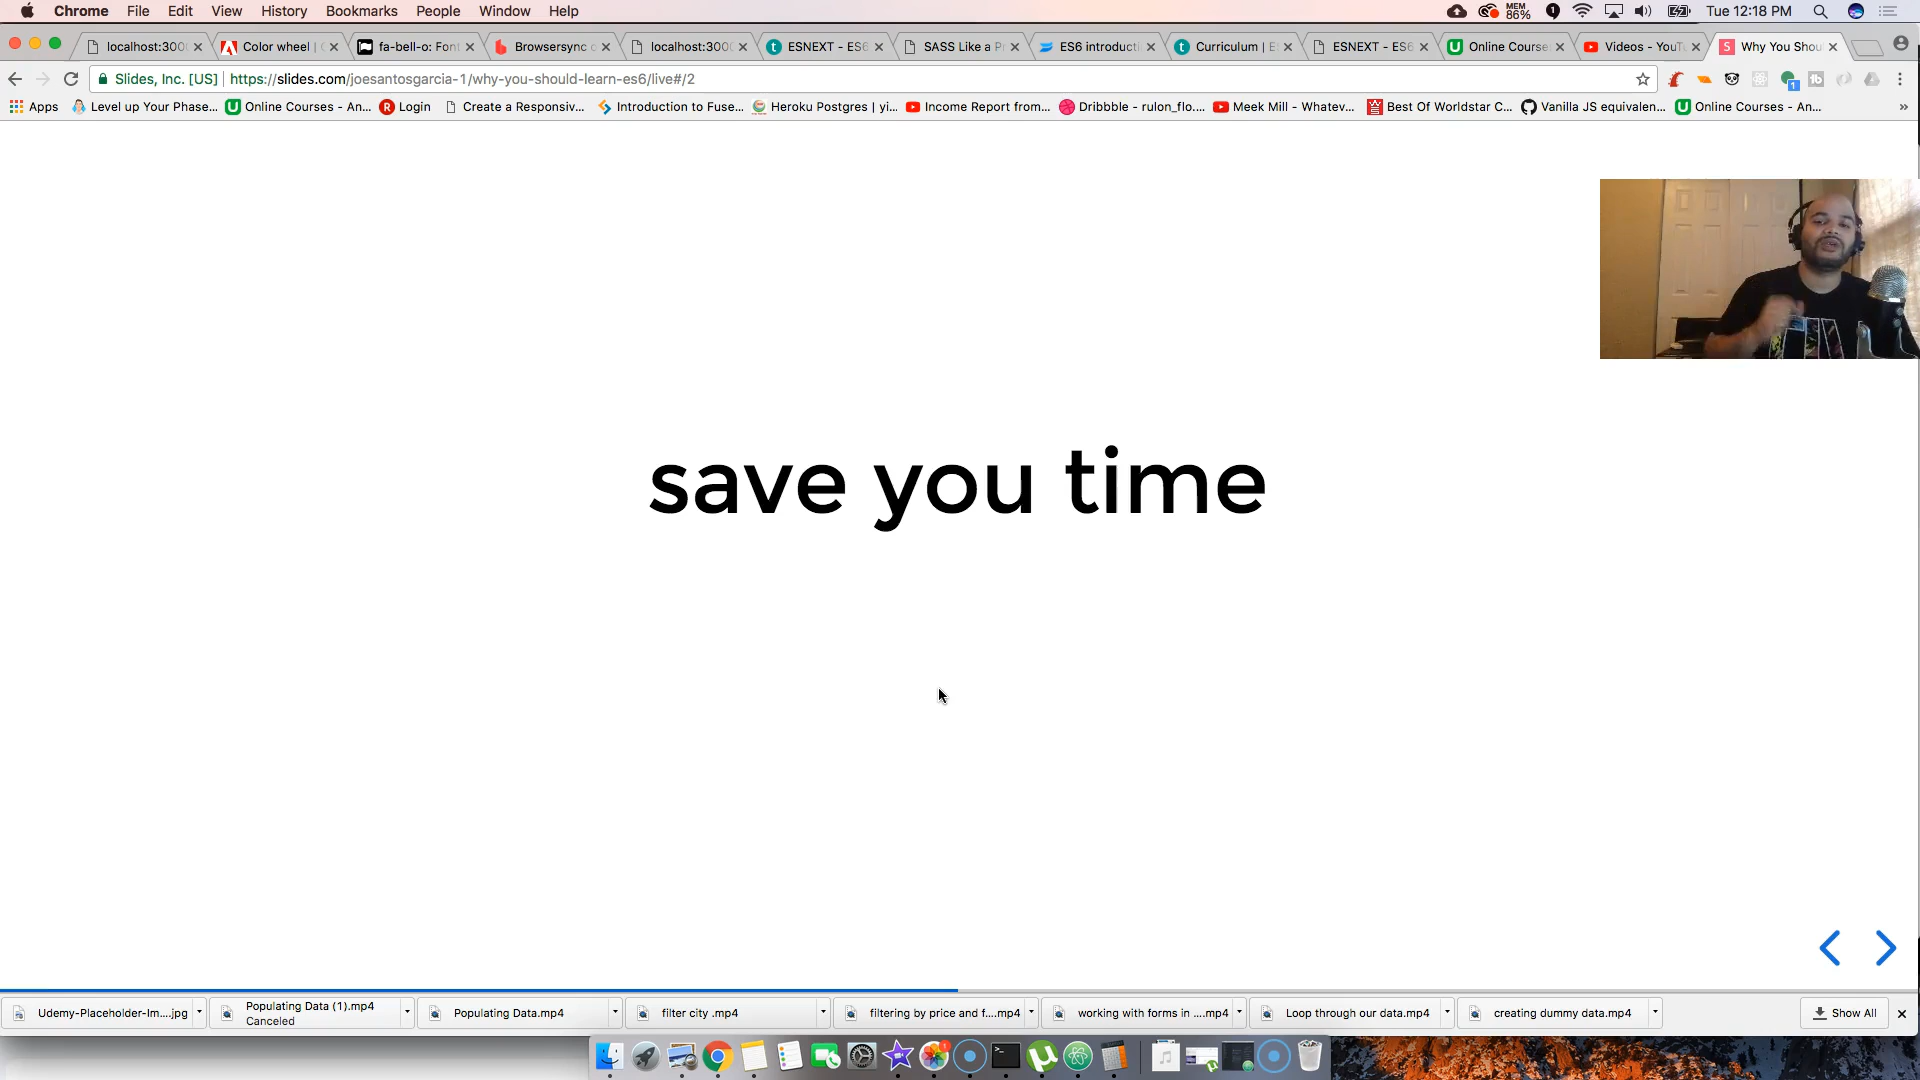 Chrome File Edit View History Bookmarks People Window Help MEM 86% Tue 12:18 PM
localhost:300 Color wheel | fa-bell-o: Font Browsersync localhost:300 ESNEXT - ES6 SASS Like a Pr ES6 introducti Curriculum | E ESNEXT - ES6 Online Course Videos - YouTu Why You Shou
Slides, Inc. [US] https://slides.com/joesantosgarcia-1/why-you-should-learn-es6/live#/2
Apps Level up Your Phase... Online Courses - An... Login Create a Responsiv... Introduction to Fuse... Heroku Postgres | yi... Income Report from... Dribbble - rulon_flo.... Meek Mill - Whatev... Best Of Worldstar C... Vanilla JS equivalen... Online Courses - An... »
save you time
Udemy-Placeholder-Im....jpg Populating Data (1).mp4 Populating Data.mp4 filter city .mp4 filtering by price and f....mp4 working with forms in ....mp4 Loop through our data.mp4 creating dummy data.mp4 Show All
Canceled